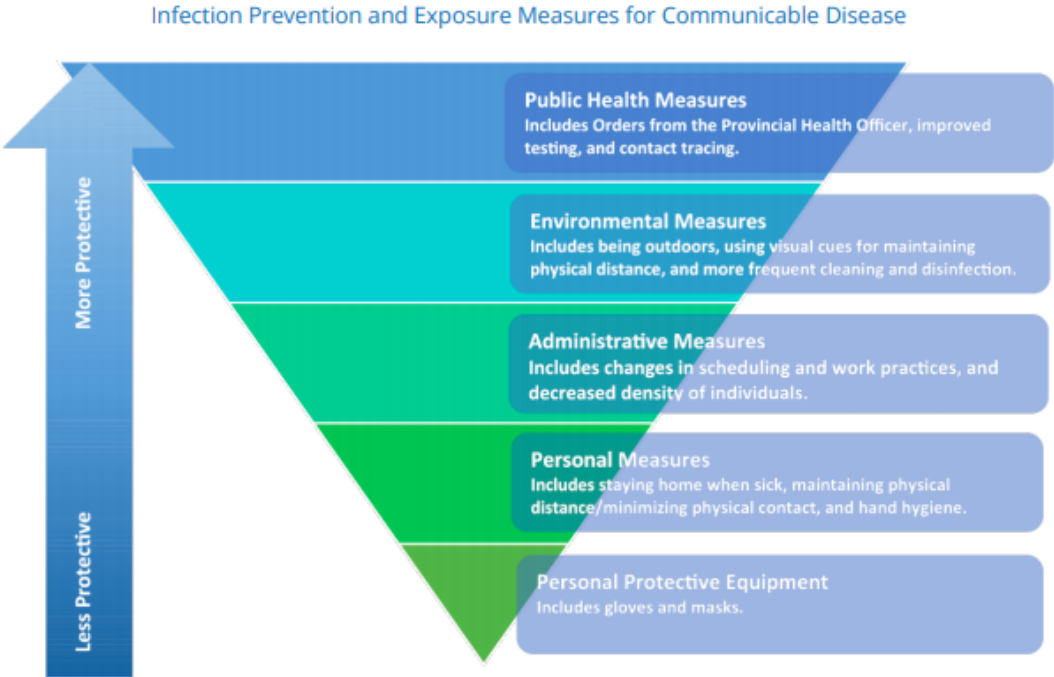 Infection Prevention and Exposure Measures for Communicable Disease
More Protective
Less Protective
Public Health Measures
Includes Orders from the Provincial Health Officer, improved
testing, and contact tracing.
Environmental Measures
Includes being outdoors, using visual cues for maintaining
physical distance, and more frequent cleaning and disinfection.
Administrative Measures
Includes changes in scheduling and work practices, and
decreased density of individuals.
Personal Measures
Includes staying home when sick, maintaining physical
distance/minimizing physical contact, and hand hygiene.
Personal Protective Equipment
Includes gloves and masks.